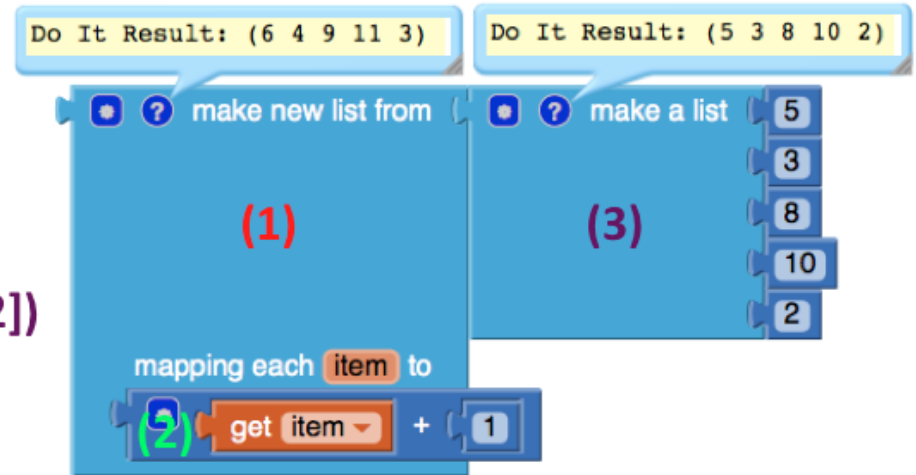 Do It Result: (6 4 9 11 3)
Do It Result: (5 3 8 10 2)
? make new list from
? make a list 5
3
(1) (3) 8
10
2])
2
mapping each item to
(2) get item + 1